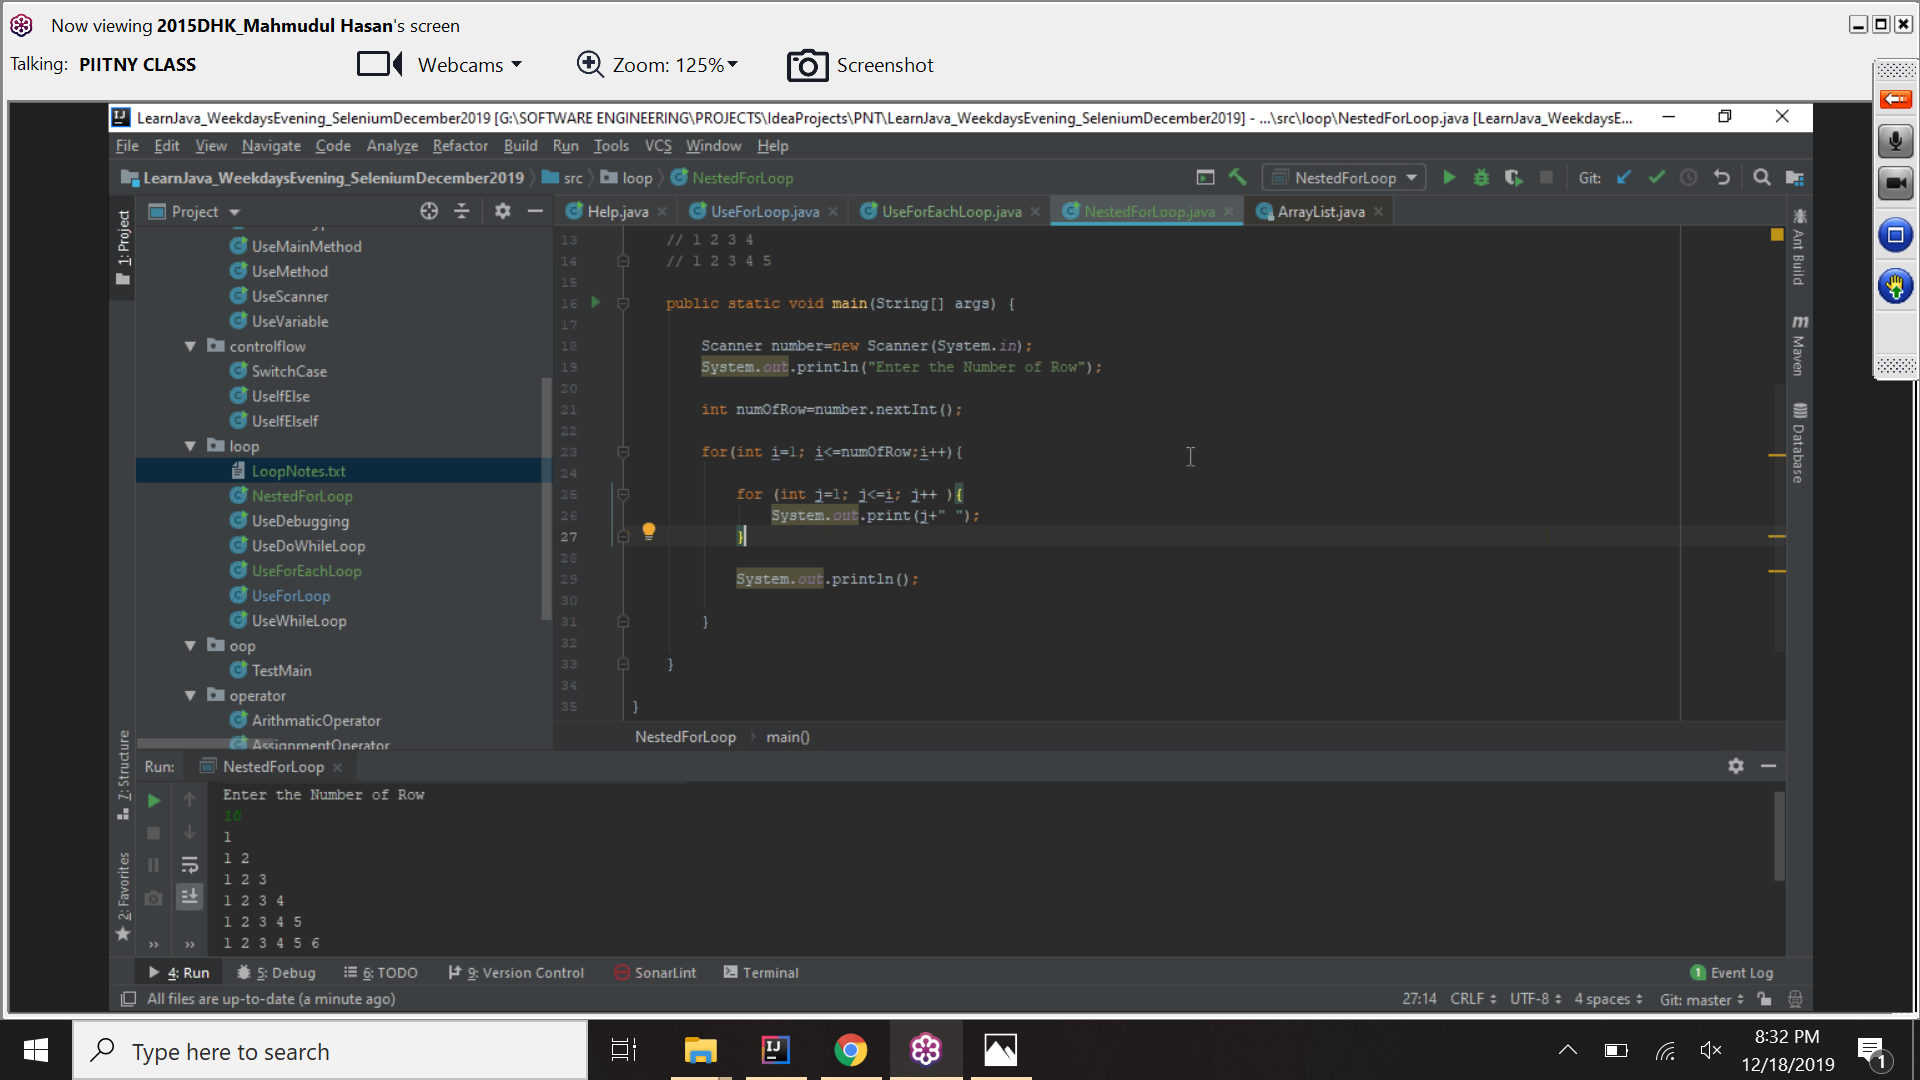 Now viewing 2015DHK_Mahmudul Hasan's screen
Talking: PIITNY CLASS
Webcams
Zoom: 125%
Screenshot
LearnJava_WeekdaysEvening_SeleniumDecember2019 [G:\SOFTWARE ENGINEERING\PROJECTS\IdeaProjects\PNT\LearnJava_WeekdaysEvening_SeleniumDecember2019] - ...\src\loop\NestedForLoop.java [LearnJava_WeekdaysE...
File Edit View Navigate Code Analyze Refactor Build Run Tools VCS Window Help
LearnJava_WeekdaysEvening_SeleniumDecember2019 src loop NestedForLoop
NestedForLoop
Git:
Project
Help.java UseForLoop.java UseForEachLoop.java NestedForLoop.java ArrayList.java
1: Project
UseMainMethod
UseMethod
UseScanner
UseVariable
controlflow
SwitchCase
UseIfElse
UseIfElseIf
loop
LoopNotes.txt
NestedForLoop
UseDebugging
UseDoWhileLoop
UseForEachLoop
UseForLoop
UseWhileLoop
oop
TestMain
operator
ArithmaticOperator
AssignmentOperator
13 // 1 2 3 4
14 // 1 2 3 4 5
15
16 public static void main(String[] args) {
17
18 Scanner number=new Scanner(System.in);
19 System.out.println("Enter the Number of Row");
20
21 int numOfRow=number.nextInt();
22
23 for(int i=1; i<=numOfRow;i++){
24
25 for (int j=1; j<=i; j++ ){
26 System.out.print(j+" ");
27 }
28
29 System.out.println();
30
31 }
32
33 }
34
35 }
NestedForLoop main()
Ant Build
Maven
Database
7: Structure
2: Favorites
Run: NestedForLoop
Enter the Number of Row
10
1
1 2
1 2 3
1 2 3 4
1 2 3 4 5
1 2 3 4 5 6
4: Run 5: Debug 6: TODO 9: Version Control SonarLint Terminal
1 Event Log
All files are up-to-date (a minute ago)
27:14 CRLF UTF-8 4 spaces Git: master
Type here to search
8:32 PM
12/18/2019
1